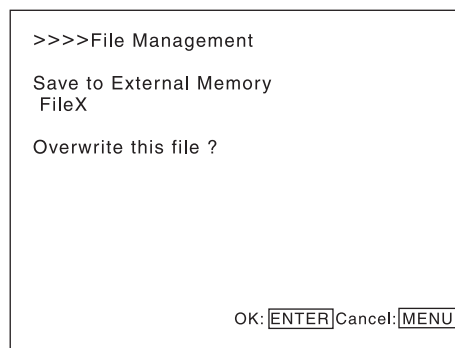 >>>>File Management
Save to External Memory
FileX
Overwrite this file ?
OK: ENTER Cancel: MENU